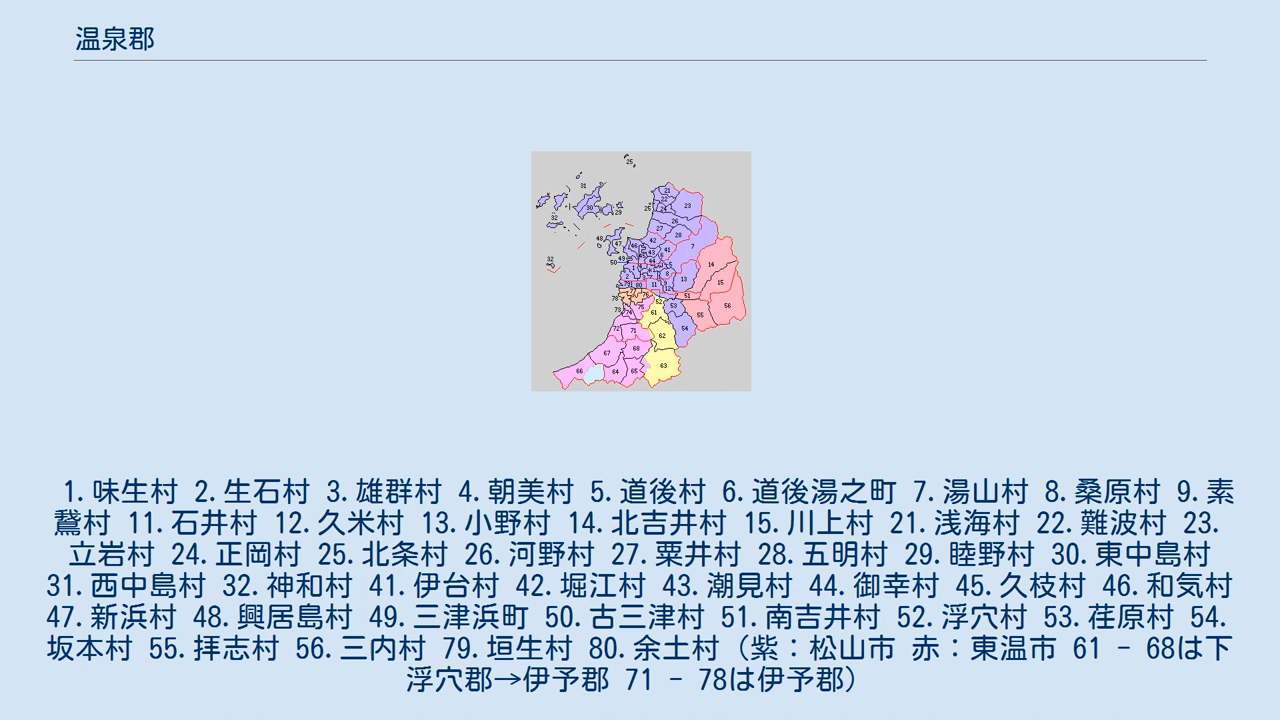 温泉郡
1.味生村 2.生石村 3.雄群村 4.朝美村 5.道後村 6.道後湯之町 7.湯山村 8.桑原村 9.素
鵞村 11.石井村 12.久米村 13.小野村 14.北吉井村 15.川上村 21.浅海村 22.難波村 23.
立岩村 24.正岡村 25.北条村 26.河野村 27.粟井村 28.五明村 29.睦野村 30.東中島村
31.西中島村 32.神和村 41.伊台村 42.堀江村 43.潮見村 44.御幸村 45.久枝村 46.和気村
47.新浜村 48.興居島村 49.三津浜町 50.古三津村 51.南吉井村 52.浮穴村 53.荏原村 54.
坂本村 55.拝志村 56.三内村 79.垣生村 80.余土村（紫：松山市 赤：東温市 61 - 68は下
浮穴郡→伊予郡 71 - 78は伊予郡）